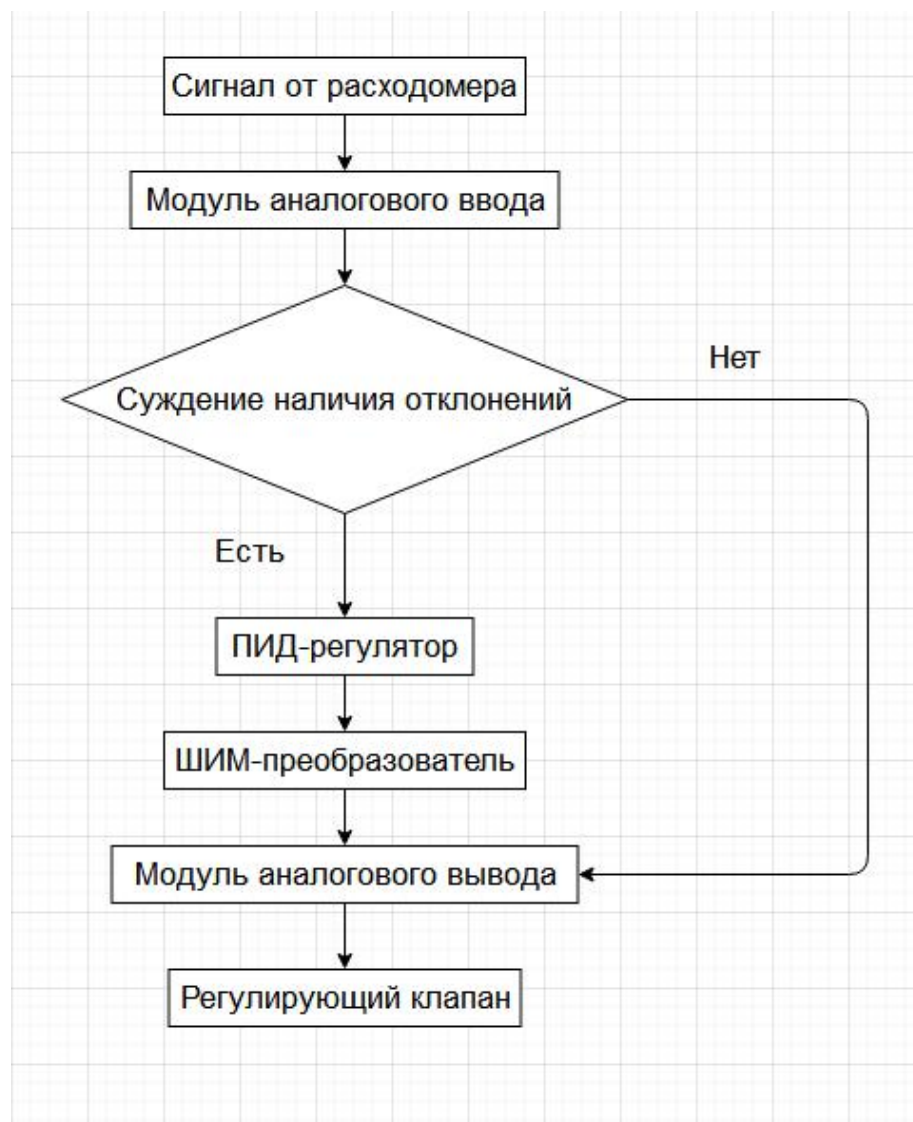 Сигнал от расходомера
Модуль аналогового ввода
Суждение наличия отклонений
Нет
Есть
ПИД-регулятор
ШИМ-преобразователь
Модуль аналогового вывода
Регулирующий клапан